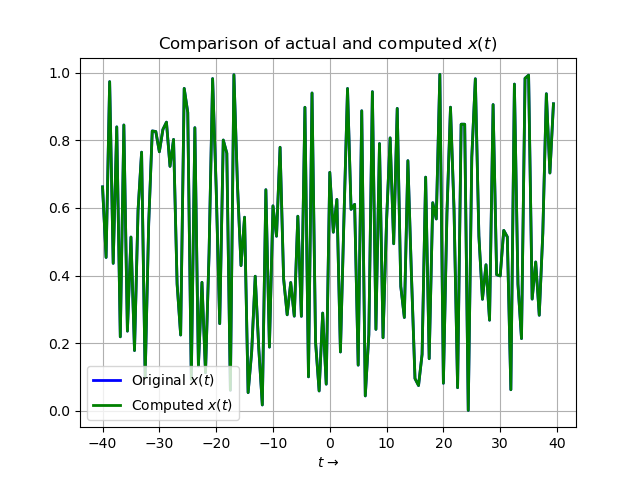 Comparison of actual and computed x(t)
1.0
0.8
0.6
0.4
0.2
0.0
Original x(t)
Computed x(t)
−40 −30 −20 −10 0 10 20 30 40
t →